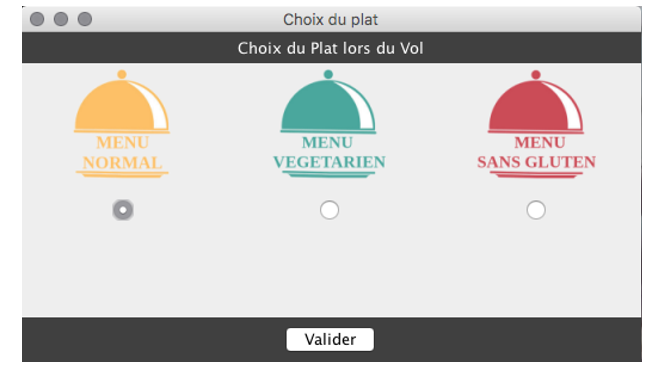 Choix du plat
Choix du Plat lors du Vol
MENU
NORMAL
MENU
VEGETARIEN
MENU
SANS GLUTEN
Valider